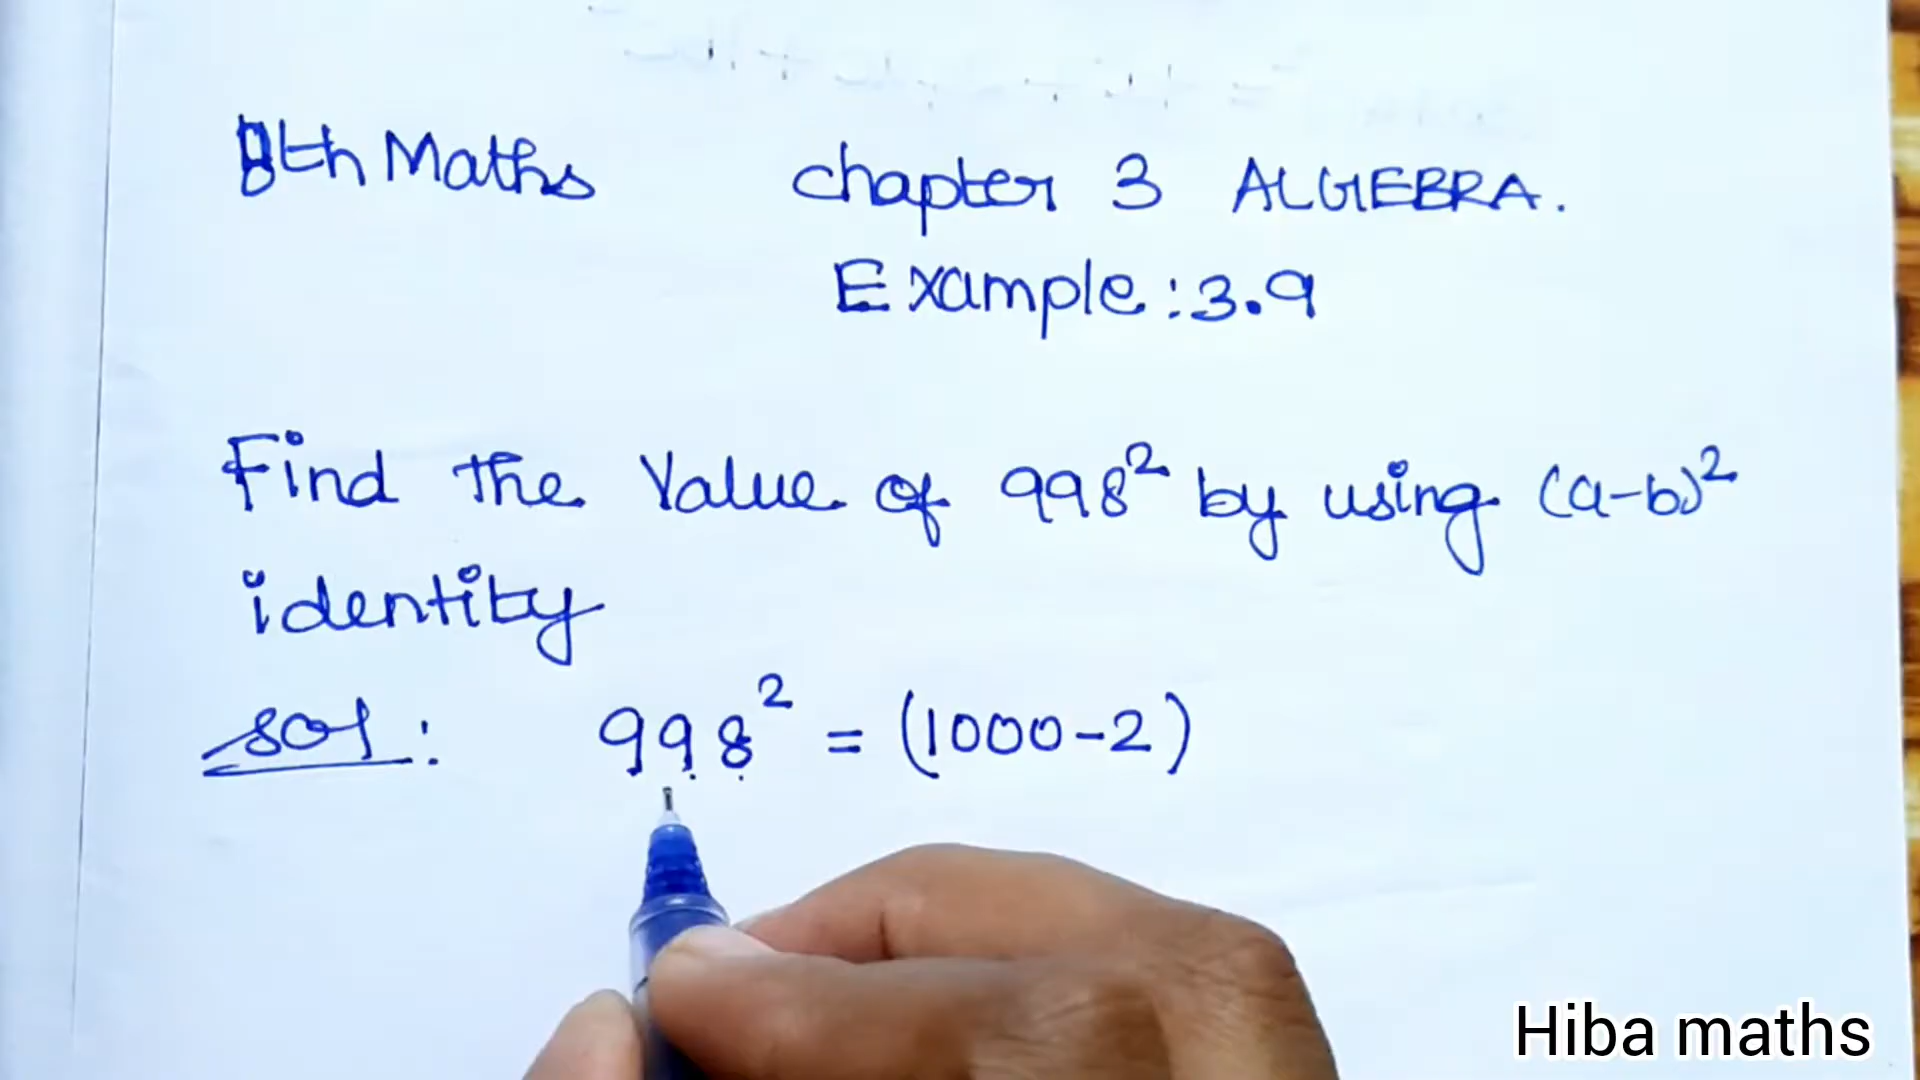 8th Maths
chapter 3 ALGEBRA.
Example : 3.9
Find the Value of 998² by using (a-b)²
identity
sol : 998² = (1000-2)
Hiba maths